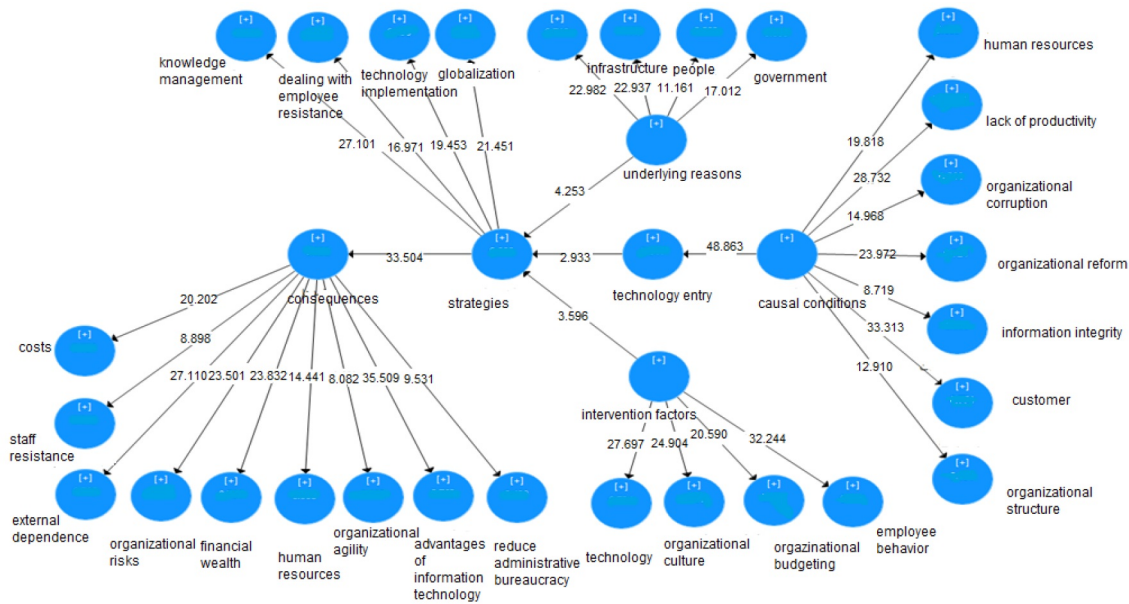 [+] [+] [+] [+] [+] [+] [+] [+] [+]
knowledge
management
dealing with
employee
resistance
technology
implementation
globalization
infrastructure
people
government
human resources
27.101
16.971
19.453
21.451
22.982
22.937
11.161
17.012
[+]
underlying reasons
4.253
[+]
lack of productivity
[+]
organizational
corruption
19.818
28.732
14.968
23.972
8.719
33.313
12.910
[+] [+] [+] [+] [+]
consequences
33.504
strategies
2.933
technology entry
48.863
causal conditions
organizational reform
[+]
information integrity
3.596
[+]
intervention factors
[+]
customer
[+]
organizational
structure
20.202
8.898
27.110
23.501
23.832
14.441
8.082
35.509
9.531
[+]
costs
[+]
staff
resistance
27.697
24.904
20.590
32.244
[+] [+] [+] [+] [+] [+] [+] [+] [+] [+] [+]
external
dependence
organizational
risks
financial
wealth
human
resources
organizational
agility
advantages
of
information
technology
reduce
administrative
bureaucracy
technology
organizational
culture
orgazinational
budgeting
employee
behavior